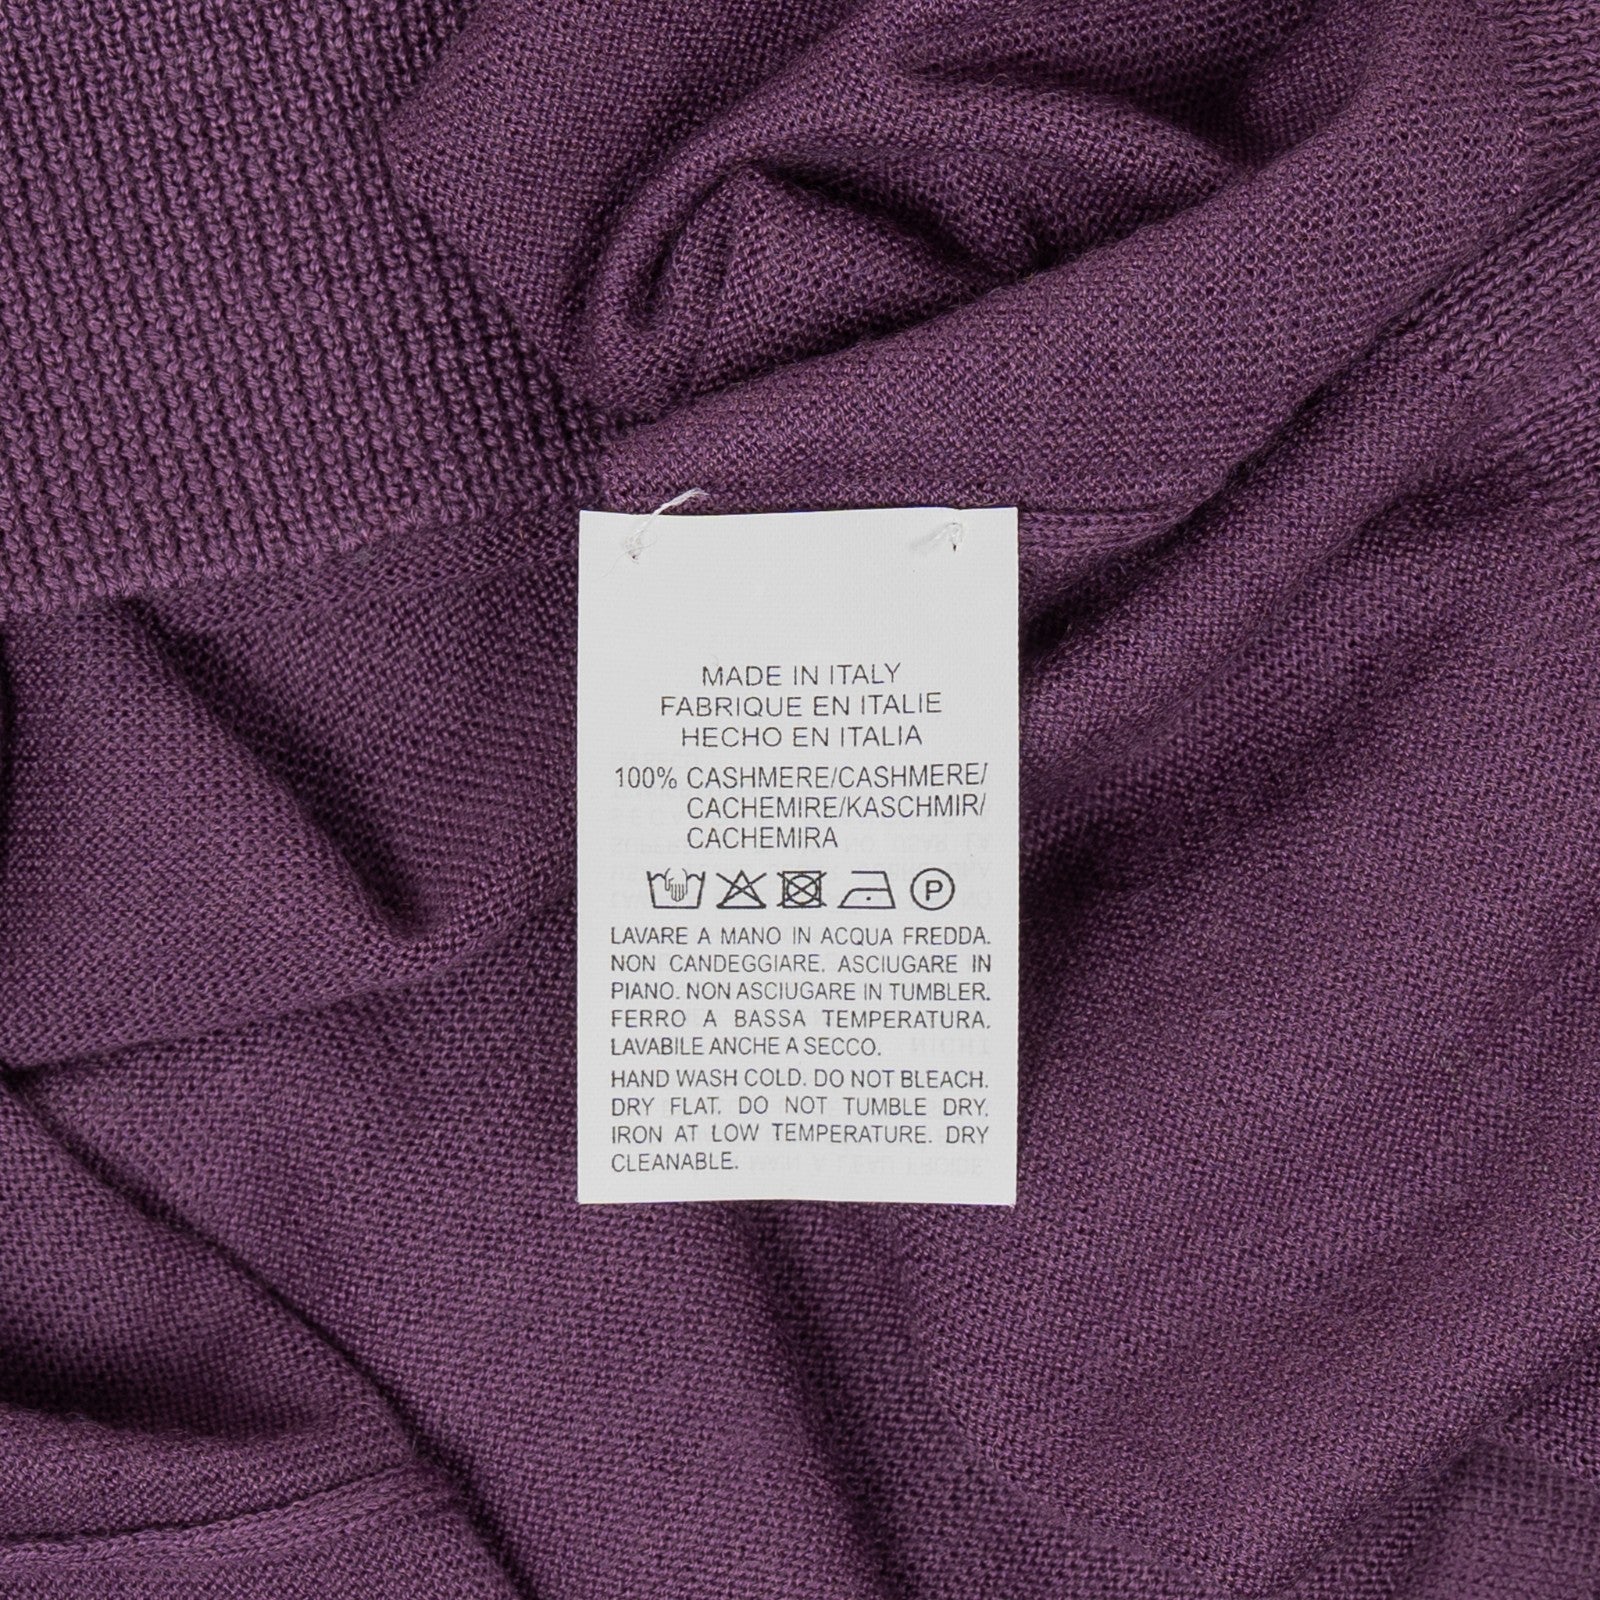 MADE IN ITALY
FABRIQUE EN ITALIE
HECHO EN ITALIA
100% CASHMERE/CASHMERE/
CACHEMIRE/KASCHMIR/
CACHEMIRA
P
LAVARE A MANO IN ACQUA FREDDA.
NON CANDEGGIARE. ASCIUGARE IN
PIANO. NON ASCIUGARE IN TUMBLER.
FERRO A BASSA TEMPERATURA.
LAVABILE ANCHE A SECCO.
HAND WASH COLD. DO NOT BLEACH.
DRY FLAT. DO NOT TUMBLE DRY.
IRON AT LOW TEMPERATURE. DRY
CLEANABLE.